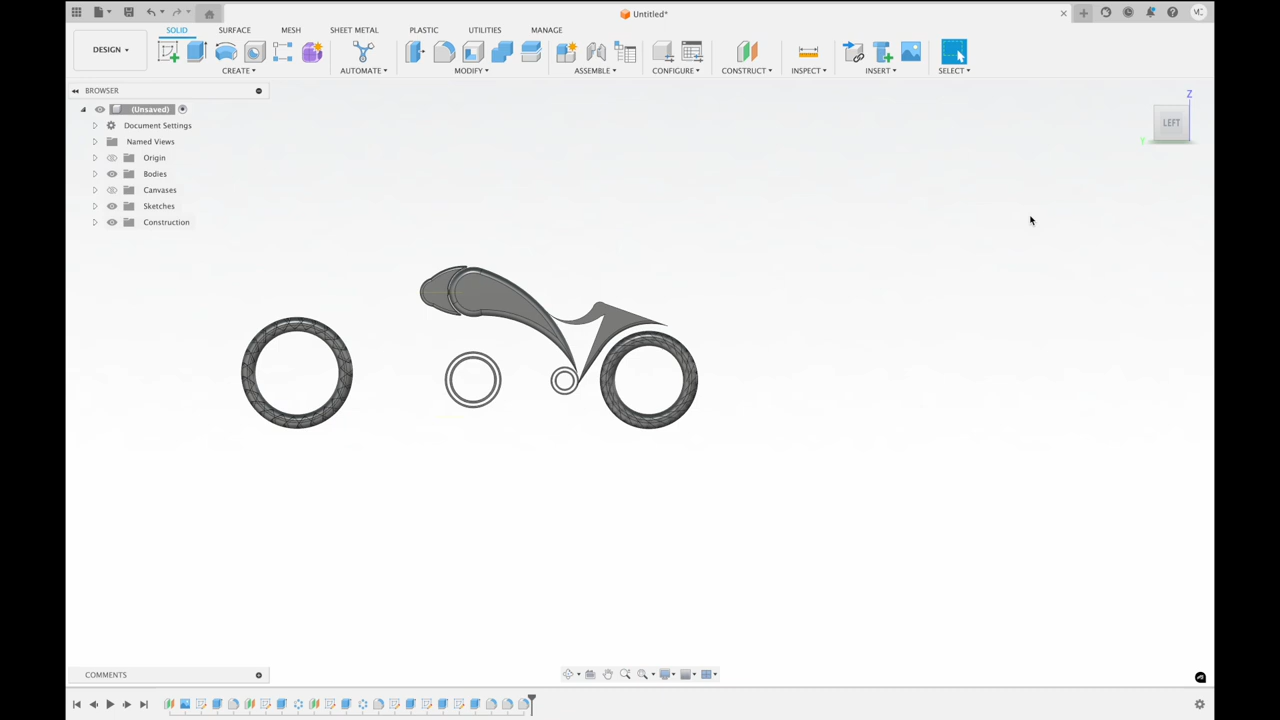 Untitled*
MC
DESIGN
SOLID
SURFACE
MESH
SHEET METAL
PLASTIC
UTILITIES
MANAGE
CREATE
AUTOMATE
MODIFY
ASSEMBLE
CONFIGURE
CONSTRUCT
INSPECT
INSERT
SELECT
BROWSER
(Unsaved)
Document Settings
Named Views
Origin
Bodies
Canvases
Sketches
Construction
Z
LEFT
Y
COMMENTS